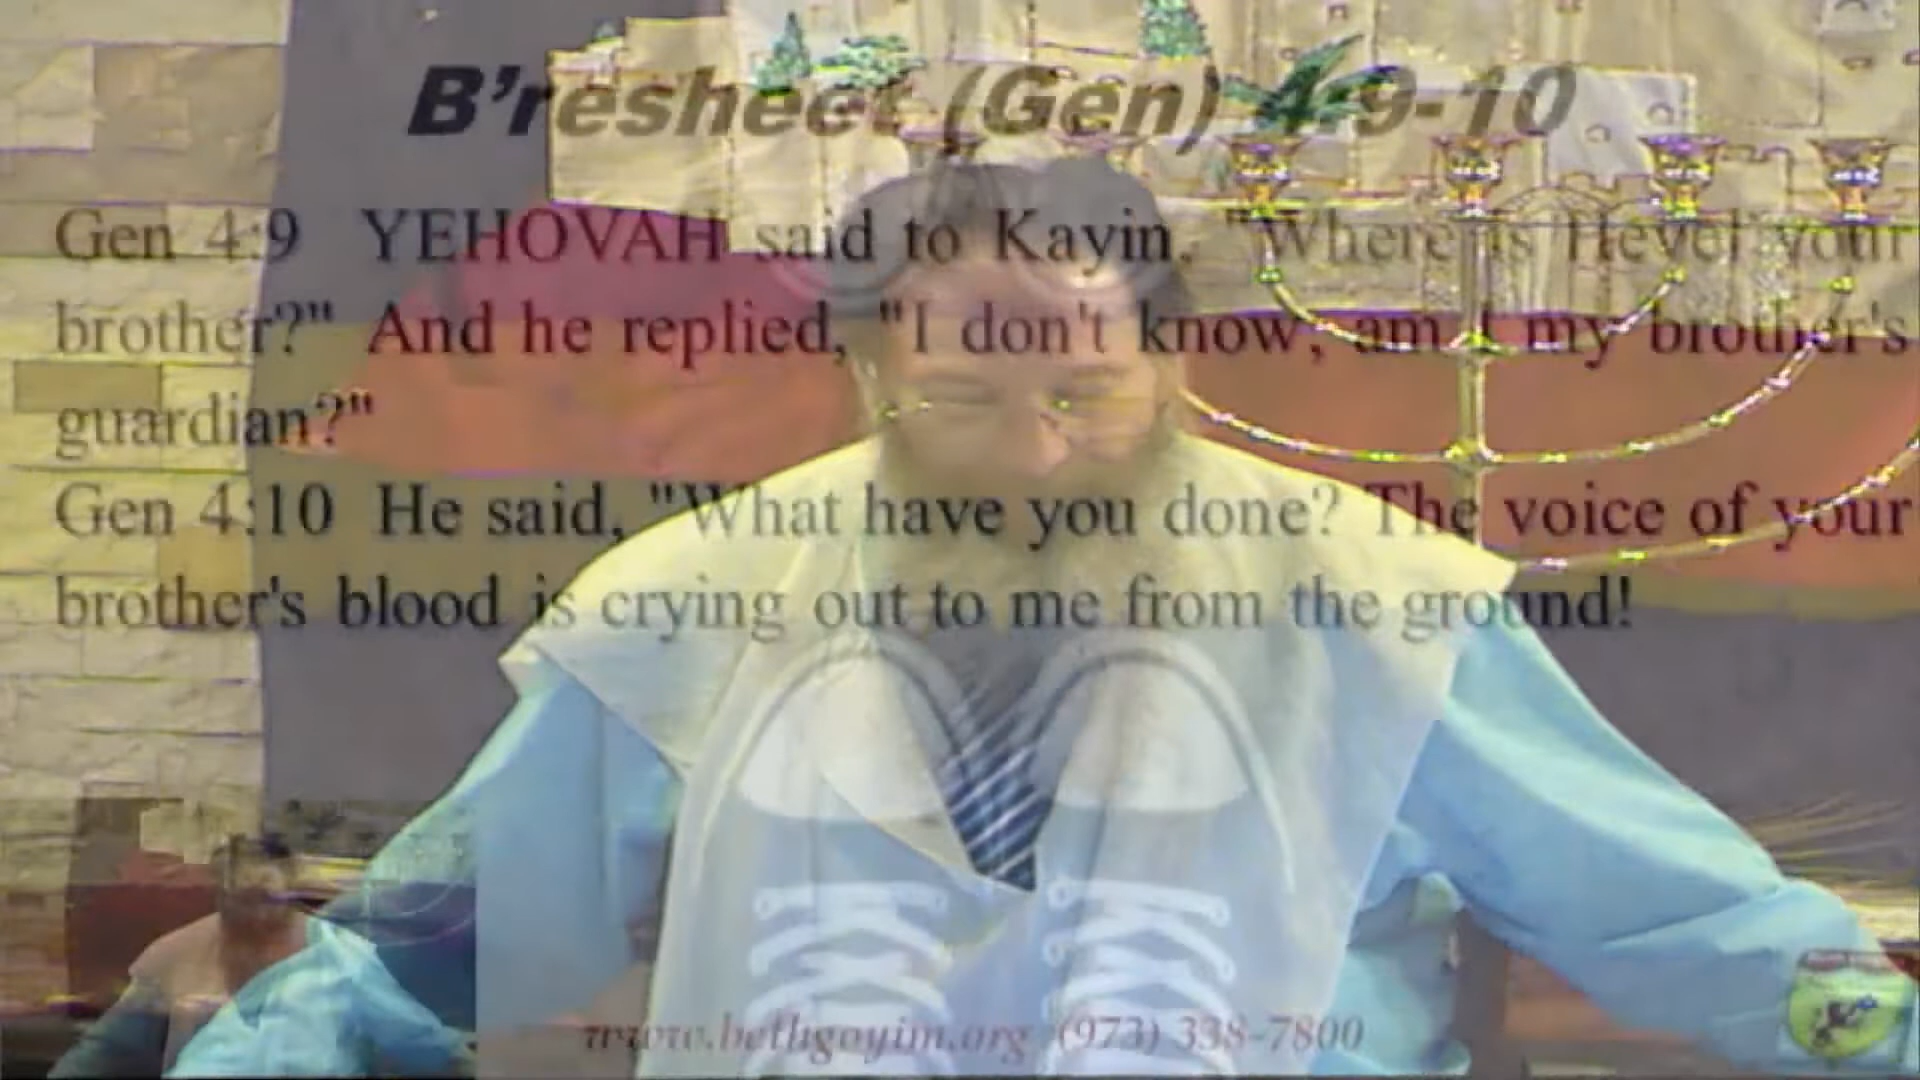 B'resheet (Gen) 4:9-10
Gen 4:9 YEHOVAH said to Kayin, "Where is Hevel your
brother?" And he replied, "I don't know; am I my brother's
guardian?"
Gen 4:10 He said, "What have you done? The voice of your
brother's blood is crying out to me from the ground!
www.bethgoyim.org (973) 338-7800